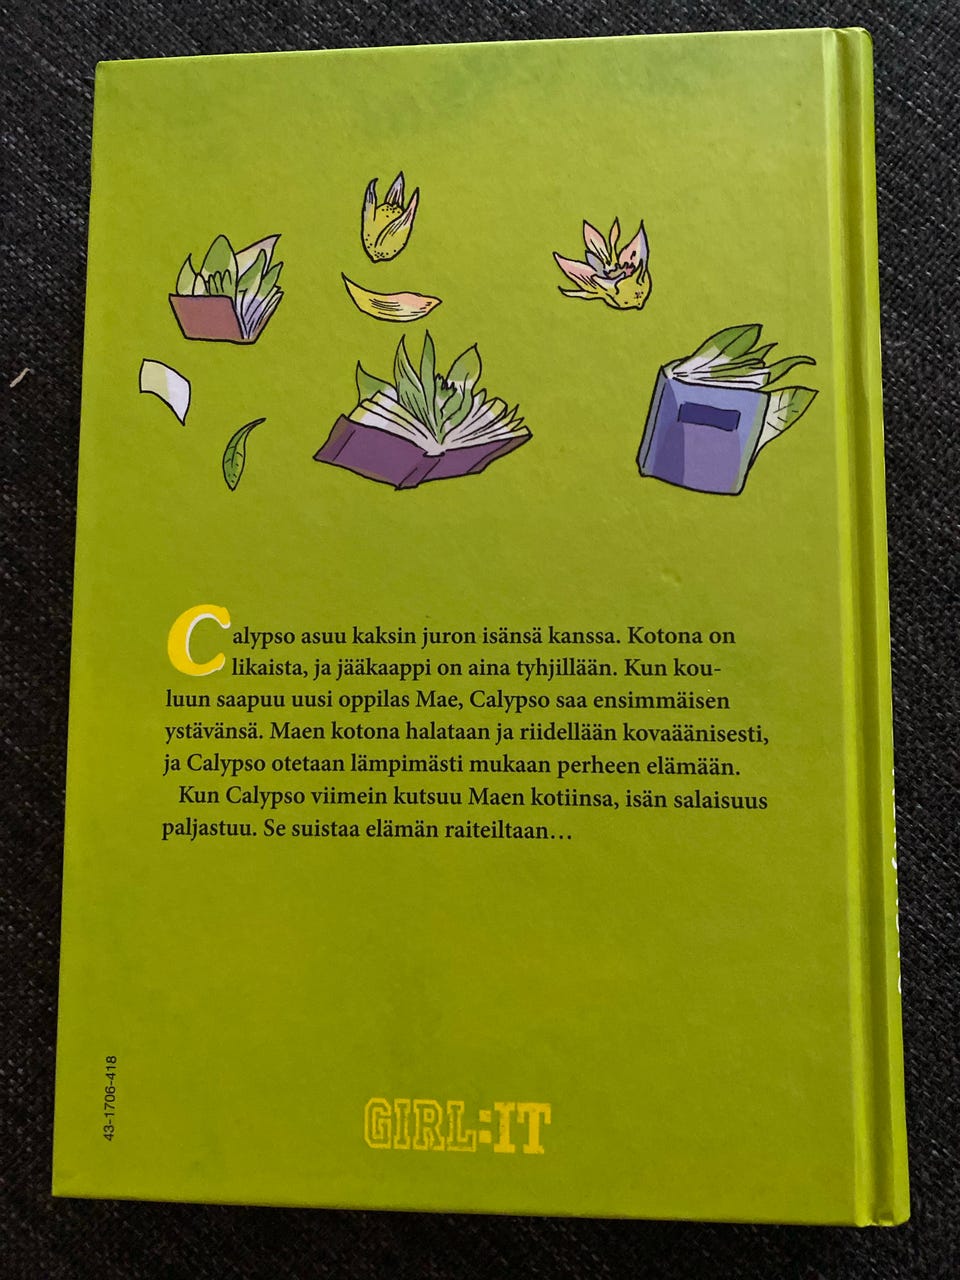 Calypso asuu kaksin juron isänsä kanssa. Kotona on
likaista, ja jääkaappi on aina tyhjillään. Kun kou-
luun saapuu uusi oppilas Mae, Calypso saa ensimmäisen
ystävänsä. Maen kotona halataan ja riidellään kovaäänisesti,
ja Calypso otetaan lämpimästi mukaan perheen elämään.
Kun Calypso viimein kutsuu Maen kotiinsa, isän salaisuus
paljastuu. Se suistaa elämän raiteiltaan...
43-1706-418
GIRL:IT